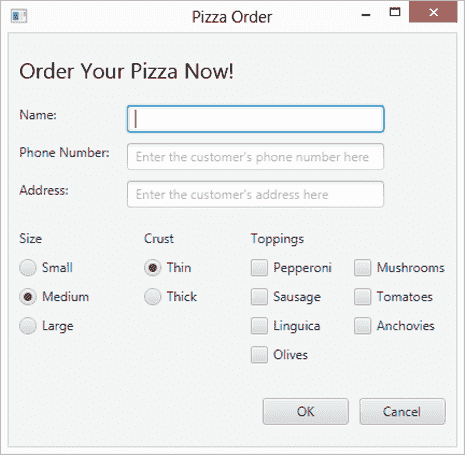 Pizza Order
Order Your Pizza Now!
Name:
Phone Number: Enter the customer's phone number here
Address: Enter the customer's address here
Size Crust Toppings
Small Thin Pepperoni Mushrooms
Medium Thick Sausage Tomatoes
Large Linguica Anchovies
Olives
OK Cancel